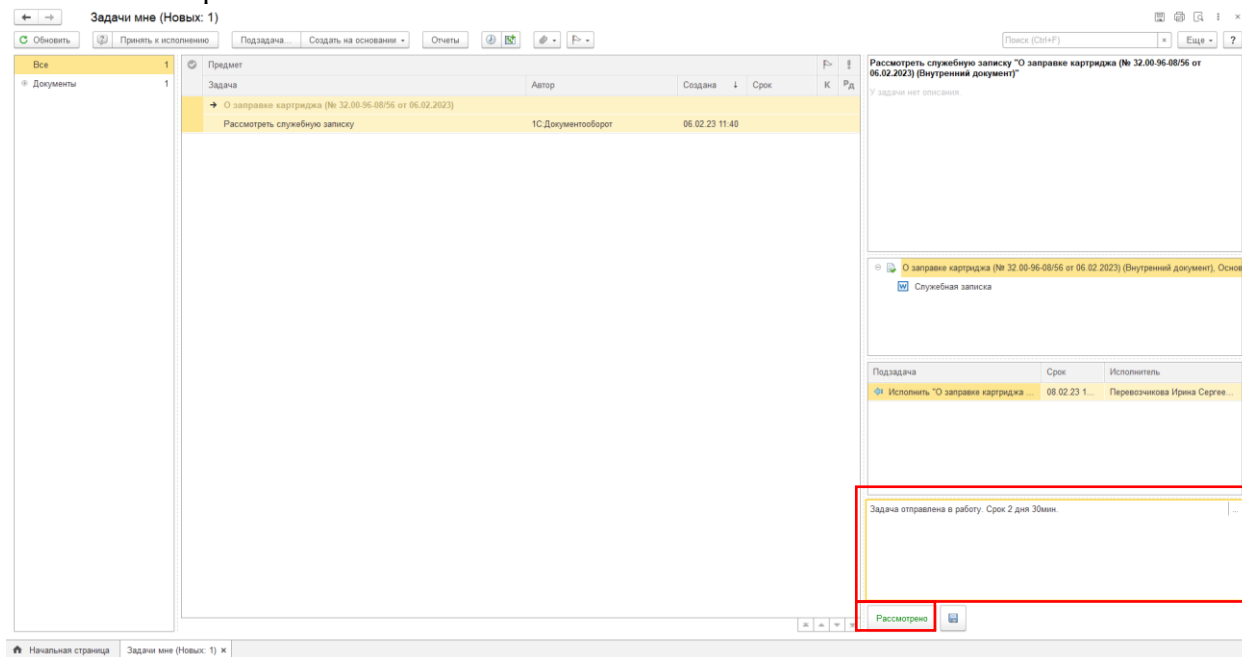 Задачи мне (Новых: 1)
Обновить Принять к исполнению Подзадача... Создать на основании Отчеты Поиск (Ctrl+F) × Еще ?
Все 1
Документы 1
Предмет
Задача Автор Создана ↓ Срок К Рд
О заправке картриджа (№ 32.00-96-08/56 от 06.02.2023)
Рассмотреть служебную записку 1С:Документооборот 06.02.23 11:40
Рассмотреть служебную записку "О заправке картриджа (№ 32.00-96-08/56 от
06.02.2023) (Внутренний документ)"
У задачи нет описания.
О заправке картриджа (№ 32.00-96-08/56 от 06.02.2023) (Внутренний документ), Основ
Служебная записка
Подзадача Срок Исполнитель
Исполнить "О заправке картриджа ... 08.02.23 1... Перевозчикова Ирина Сергее...
Задача отправлена в работу. Срок 2 дня 30мин. ...
Рассмотрено
Начальная страница Задачи мне (Новых: 1) ×